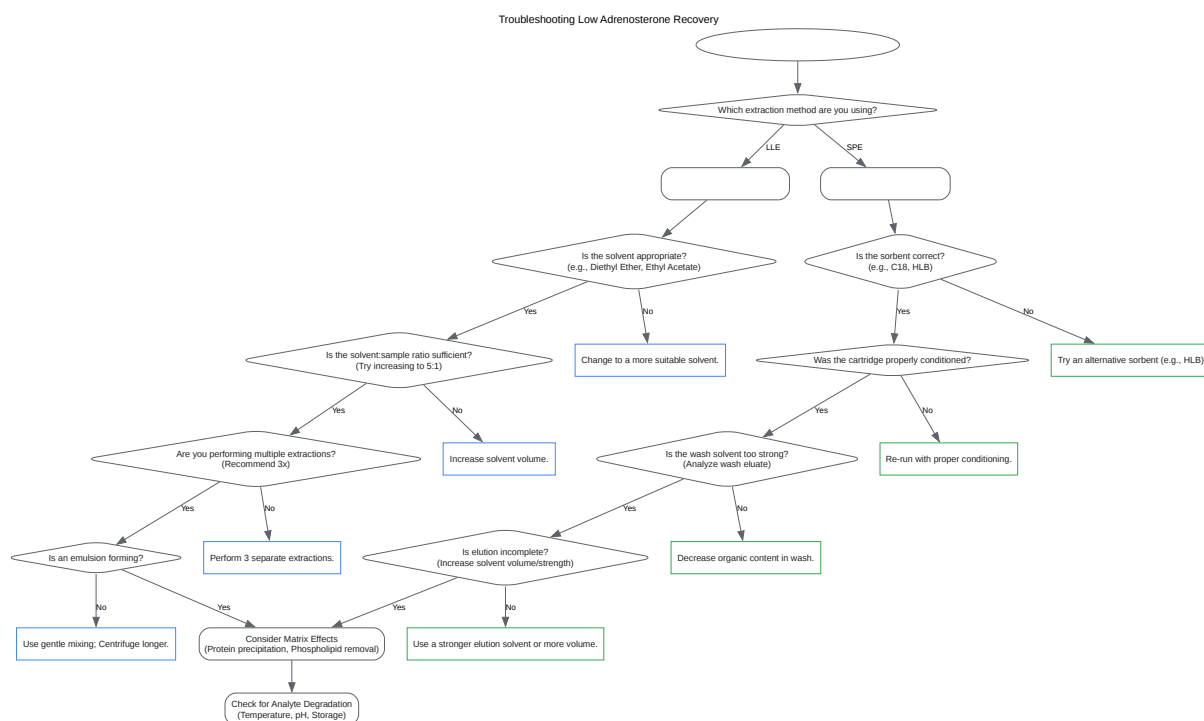 Troubleshooting Low Adrenosterone Recovery
Which extraction method are you using?
LLE
SPE
Is the solvent appropriate?
(e.g., Diethyl Ether, Ethyl Acetate)
Is the sorbent correct?
(e.g., C18, HLB)
Yes
No
Yes
No
Is the solvent:sample ratio sufficient?
(Try increasing to 5:1)
Change to a more suitable solvent.
Was the cartridge properly conditioned?
Try an alternative sorbent (e.g., HLB)
Yes
No
Yes
No
Are you performing multiple extractions?
(Recommend 3x)
Increase solvent volume.
Is the wash solvent too strong?
(Analyze wash eluate)
Re-run with proper conditioning.
Yes
No
Yes
No
Is an emulsion forming?
Perform 3 separate extractions.
Is elution incomplete?
(Increase solvent volume/strength)
Decrease organic content in wash.
No
Yes
Yes
No
Use gentle mixing; Centrifuge longer.
Consider Matrix Effects
(Protein precipitation, Phospholipid removal)
Use a stronger elution solvent or more volume.
Check for Analyte Degradation
(Temperature, pH, Storage)